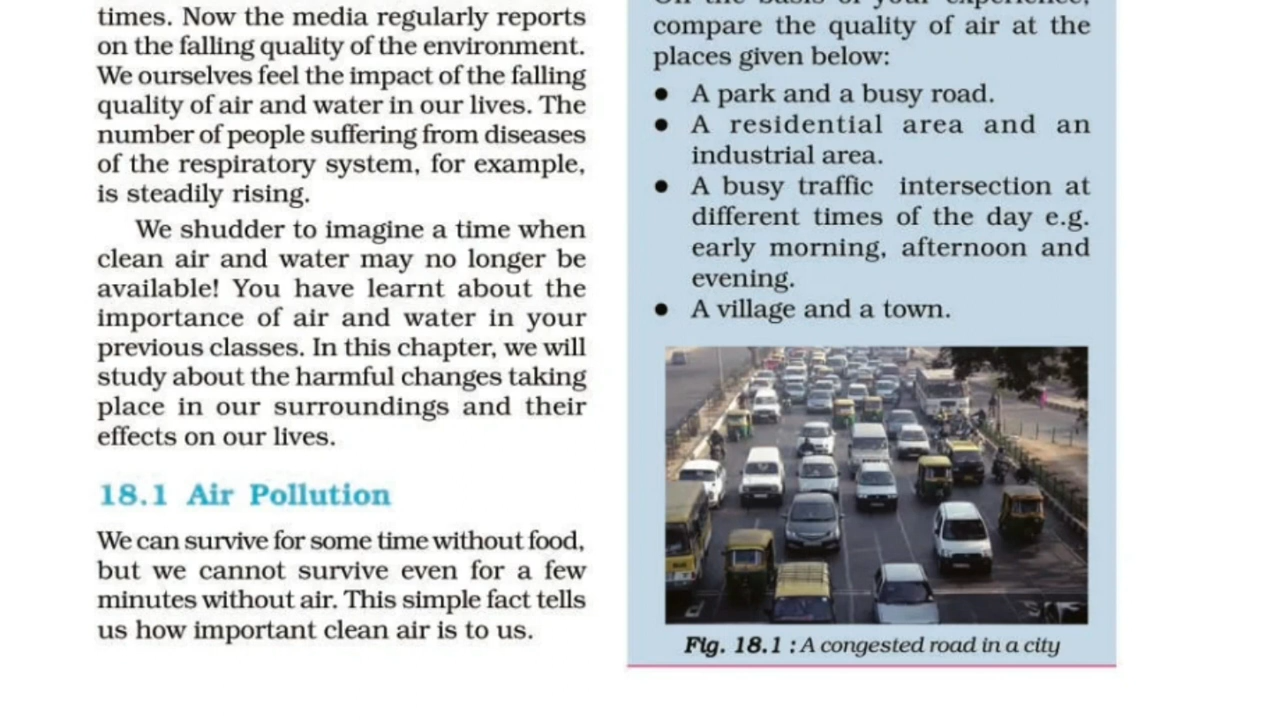 times. Now the media regularly reports
on the falling quality of the environment.
We ourselves feel the impact of the falling
quality of air and water in our lives. The
number of people suffering from diseases
of the respiratory system, for example,
is steadily rising.
We shudder to imagine a time when
clean air and water may no longer be
available! You have learnt about the
importance of air and water in your
previous classes. In this chapter, we will
study about the harmful changes taking
place in our surroundings and their
effects on our lives.
18.1 Air Pollution
We can survive for some time without food,
but we cannot survive even for a few
minutes without air. This simple fact tells
us how important clean air is to us.
On the basis of your experience,
compare the quality of air at the
places given below:
● A park and a busy road.
● A residential area and an
industrial area.
● A busy traffic intersection at
different times of the day e.g.
early morning, afternoon and
evening.
● A village and a town.
Fig. 18.1 : A congested road in a city